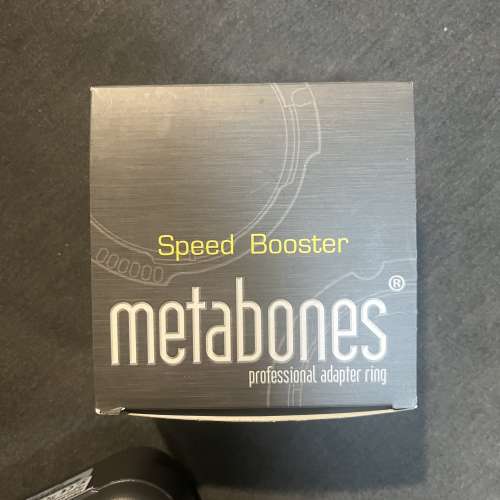 Speed Booster
metabones®
professional adapter ring